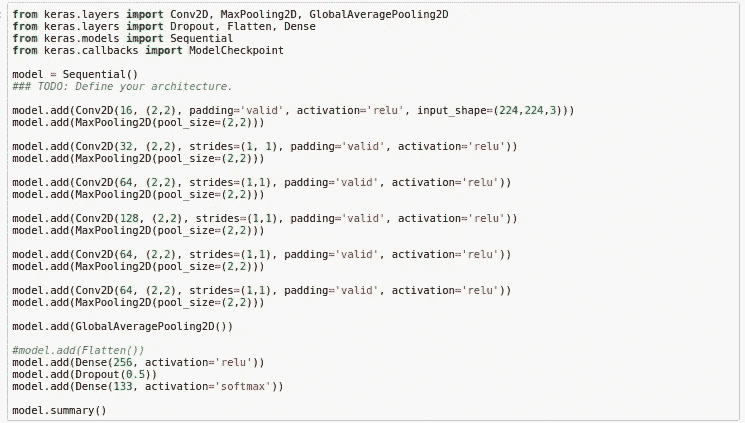 from keras.layers import Conv2D, MaxPooling2D, GlobalAveragePooling2D
from keras.layers import Dropout, Flatten, Dense
from keras.models import Sequential
from keras.callbacks import ModelCheckpoint
model = Sequential()
### TODO: Define your architecture.
model.add(Conv2D(16, (2,2), padding='valid', activation='relu', input_shape=(224,224,3)))
model.add(MaxPooling2D(pool_size=(2,2)))
model.add(Conv2D(32, (2,2), strides=(1, 1), padding='valid', activation='relu'))
model.add(MaxPooling2D(pool_size=(2,2)))
model.add(Conv2D(64, (2,2), strides=(1,1), padding='valid', activation='relu'))
model.add(MaxPooling2D(pool_size=(2,2)))
model.add(Conv2D(128, (2,2), strides=(1,1), padding='valid', activation='relu'))
model.add(MaxPooling2D(pool_size=(2,2)))
model.add(Conv2D(64, (2,2), strides=(1,1), padding='valid', activation='relu'))
model.add(MaxPooling2D(pool_size=(2,2)))
model.add(Conv2D(64, (2,2), strides=(1,1), padding='valid', activation='relu'))
model.add(MaxPooling2D(pool_size=(2,2)))
model.add(GlobalAveragePooling2D())
#model.add(Flatten())
model.add(Dense(256, activation='relu'))
model.add(Dropout(0.5))
model.add(Dense(133, activation='softmax'))
model.summary()